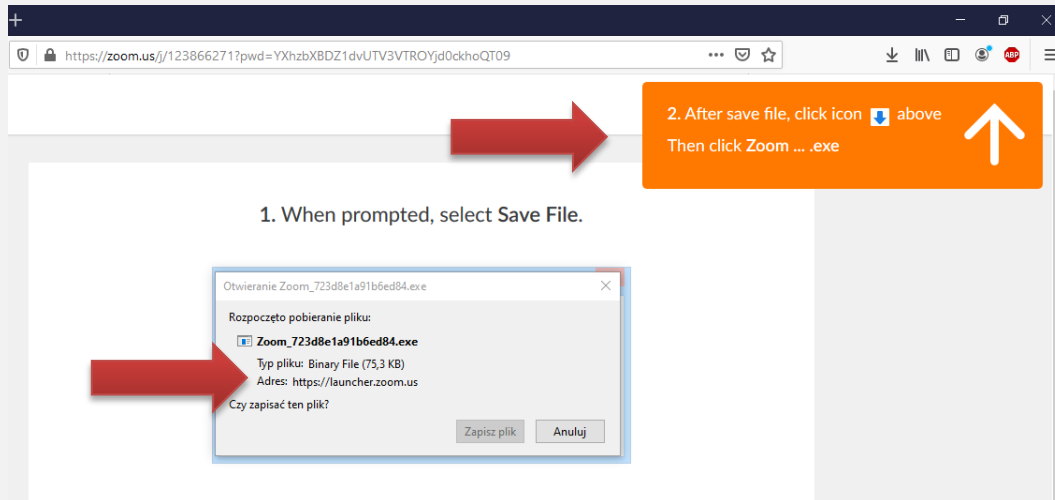 https://zoom.us/j/123866271?pwd=YXhzbXBDZ1dvUTV3VTROYjd0ckhoQT09
ABP
2. After save file, click icon above
Then click Zoom ... .exe
1. When prompted, select Save File.
Otwieranie Zoom_723d8e1a91b6ed84.exe
Rozpoczęto pobieranie pliku:
Zoom_723d8e1a91b6ed84.exe
Typ pliku: Binary File (75,3 KB)
Adres: https://launcher.zoom.us
Czy zapisać ten plik?
Zapisz plik
Anuluj